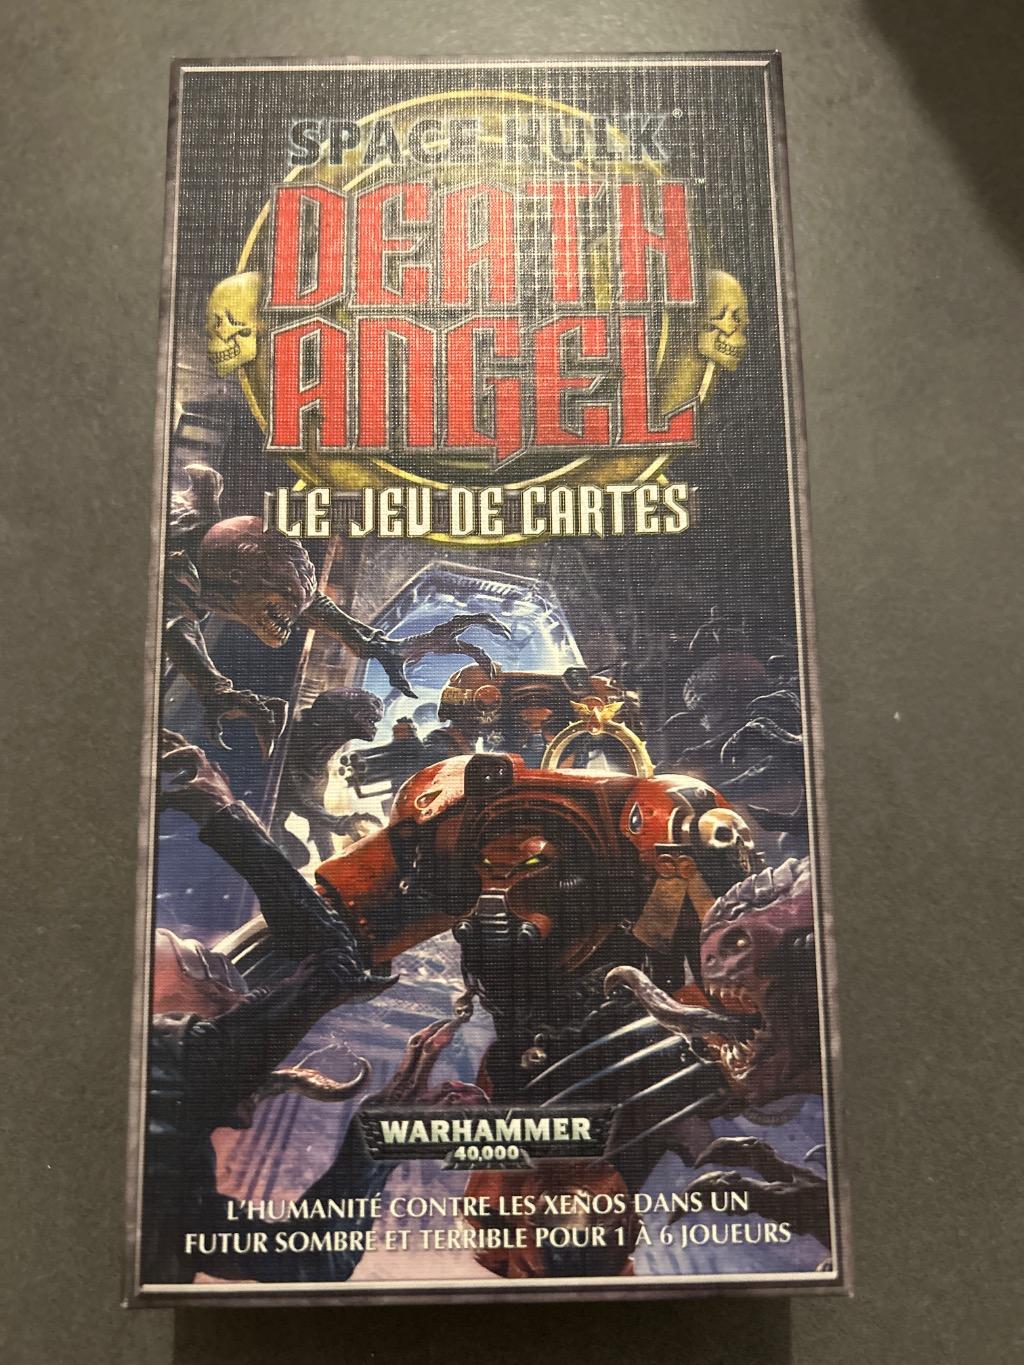 SPACE HULK®
DEATH™
ANGEL
LE JEU DE CARTES
WARHAMMER
40,000
L'HUMANITÉ CONTRE LES XENOS DANS UN
FUTUR SOMBRE ET TERRIBLE POUR 1 À 6 JOUEURS